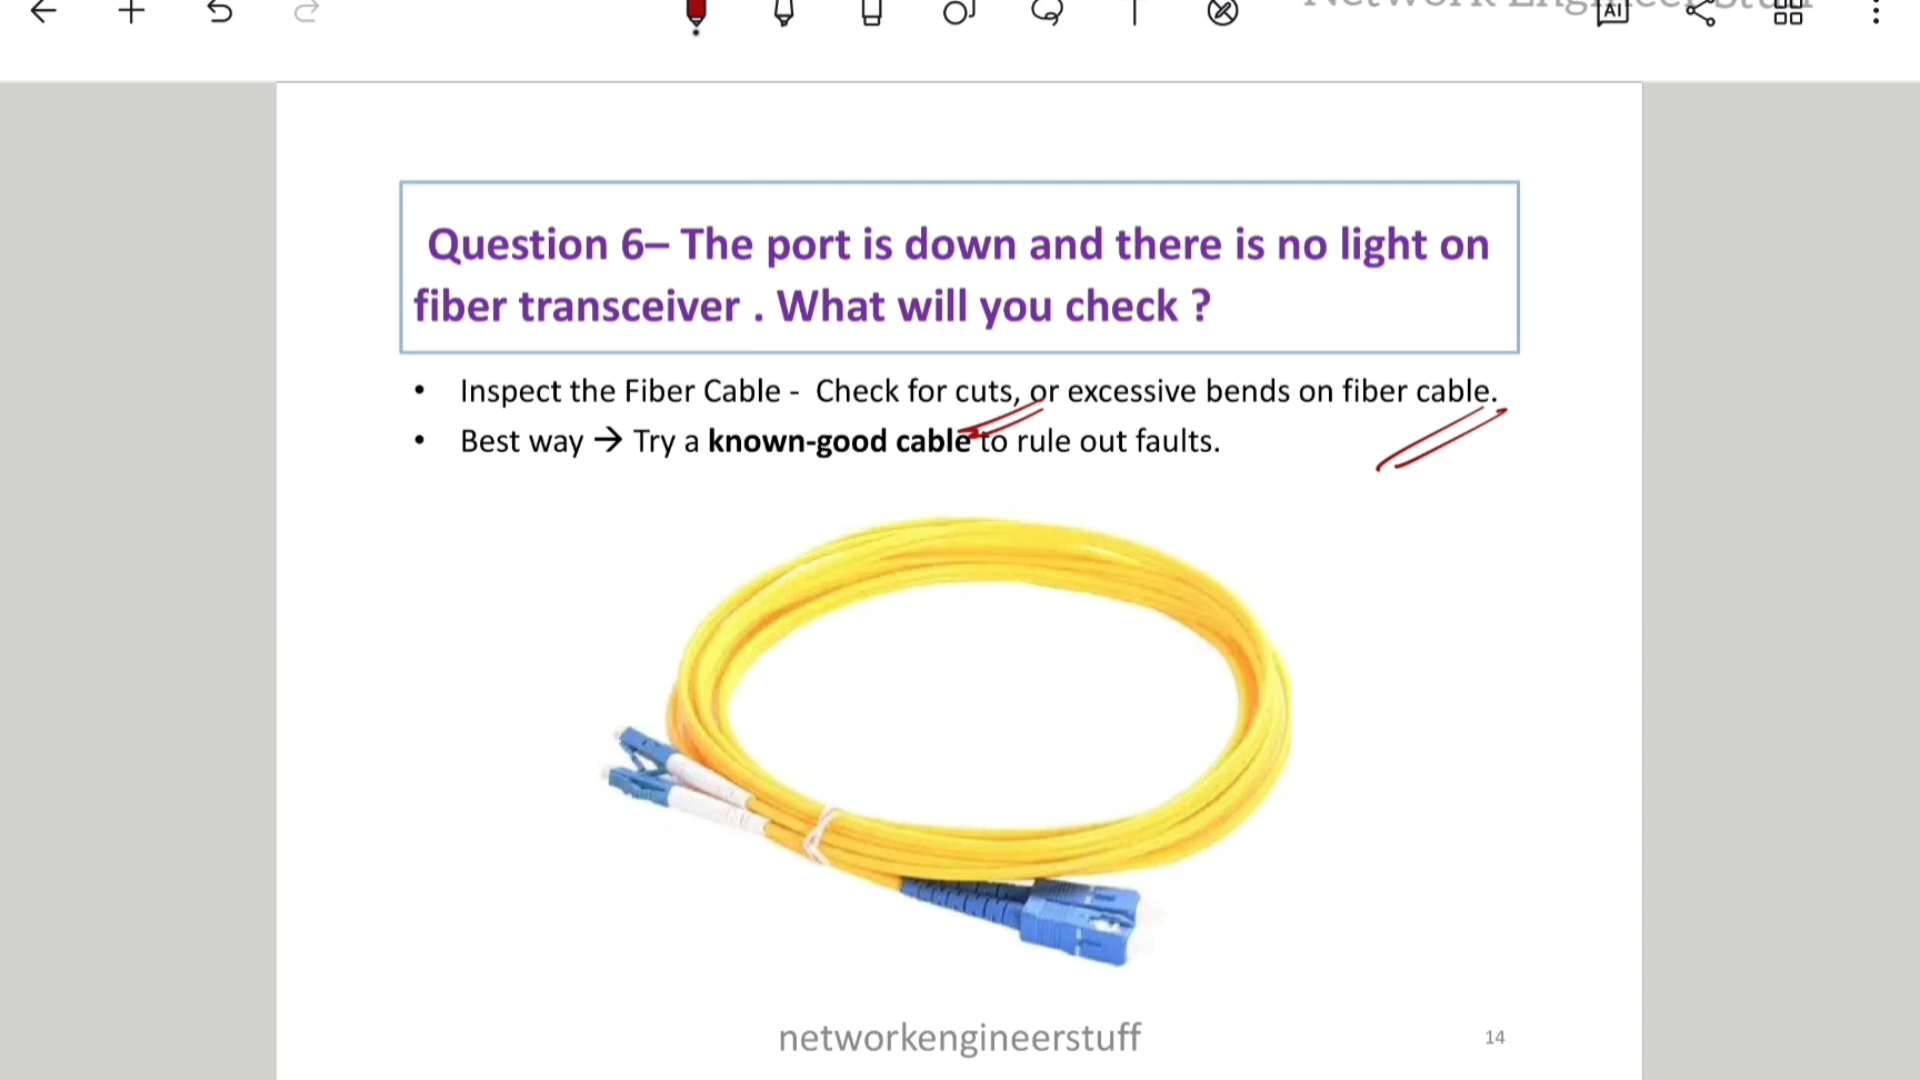 AI
Question 6– The port is down and there is no light on
fiber transceiver . What will you check ?
• Inspect the Fiber Cable - Check for cuts, or excessive bends on fiber cable.
• Best way → Try a known-good cable to rule out faults.
networkengineerstuff
14